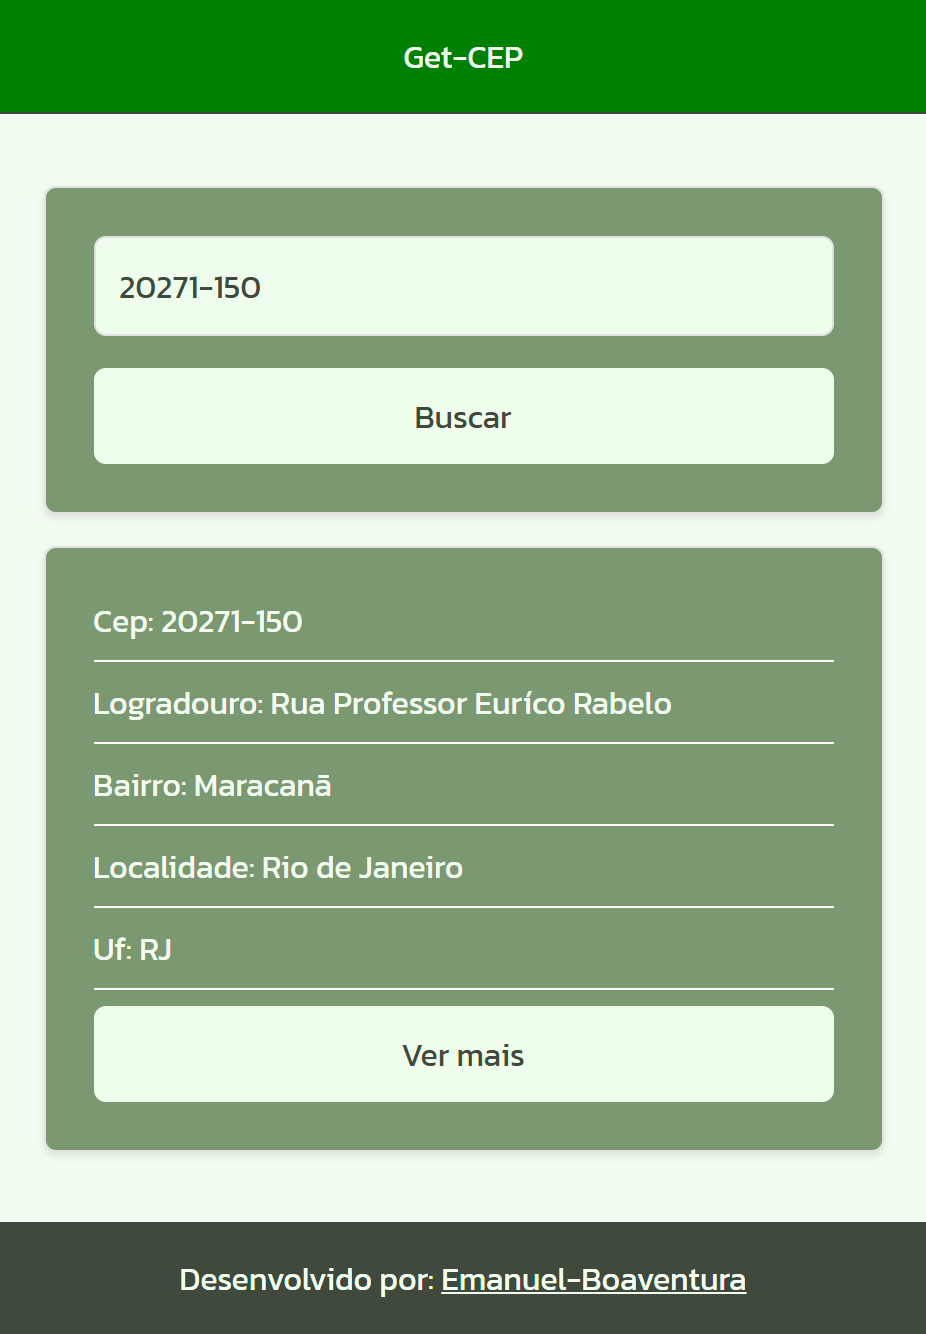 Get-CEP
20271-150
Buscar
Cep: 20271-150
Logradouro: Rua Professor Euríco Rabelo
Bairro: Maracanã
Localidade: Rio de Janeiro
Uf: RJ
Ver mais
Desenvolvido por: Emanuel-Boaventura